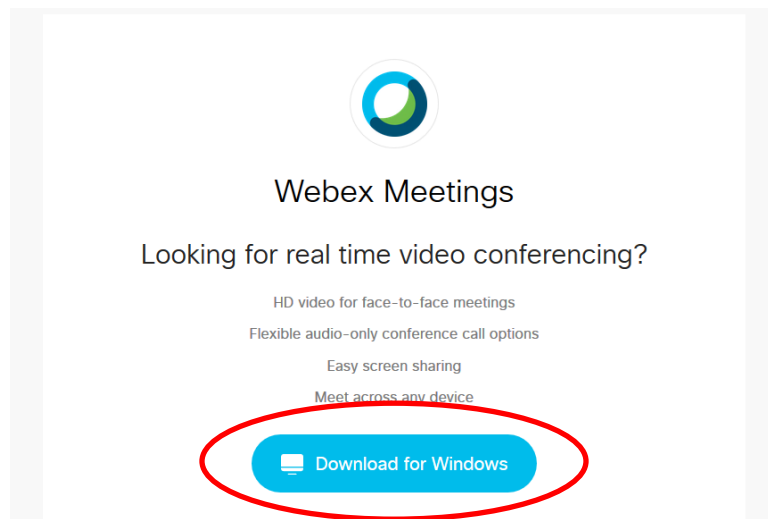 Webex Meetings
Looking for real time video conferencing?
HD video for face-to-face meetings
Flexible audio-only conference call options
Easy screen sharing
Meet across any device
Download for Windows